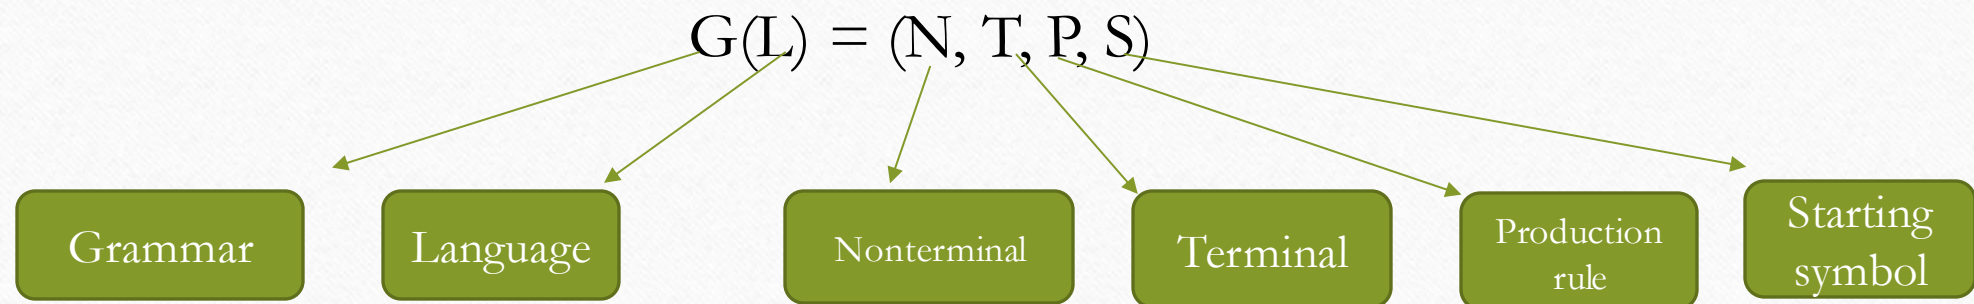 G(L) = (N, T, P, S)
Grammar
Language
Nonterminal
Terminal
Production
rule
Starting
symbol